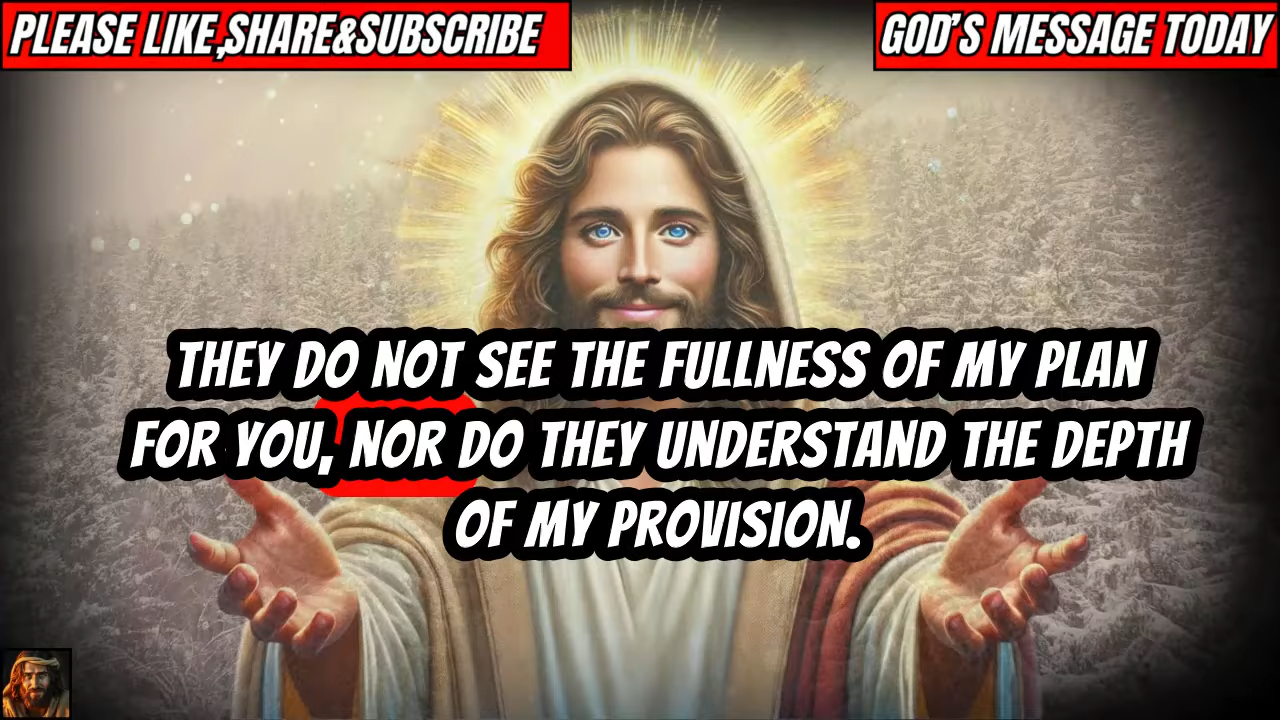 PLEASE LIKE,SHARE&SUBSCRIBE
GOD'S MESSAGE TODAY
THEY DO NOT SEE THE FULLNESS OF MY PLAN
FOR YOU, NOR DO THEY UNDERSTAND THE DEPTH
OF MY PROVISION.